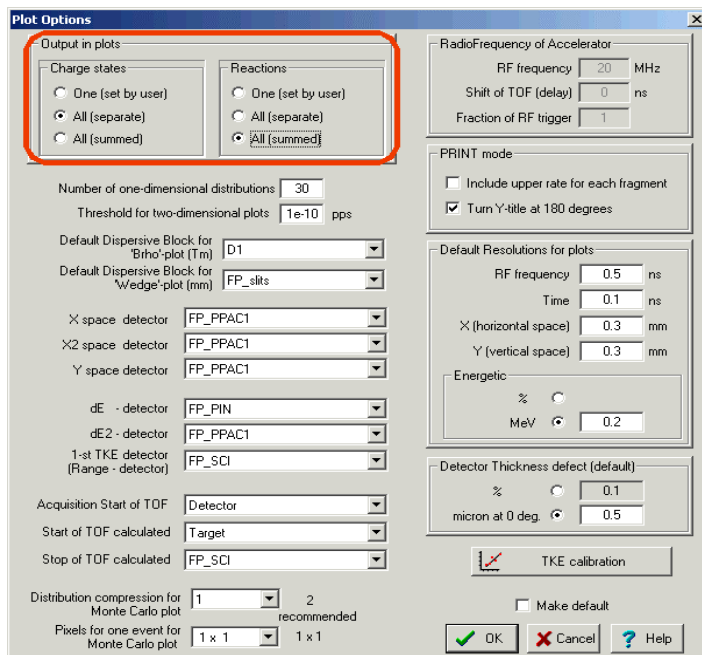 Plot Options
Output in plots
Charge states
One (set by user)
All (separate)
All (summed)
Reactions
One (set by user)
All (separate)
All (summed)
Number of one-dimensional distributions 30
Threshold for two-dimensional plots 1e-10 pps
Default Dispersive Block for
'Brho'-plot (Tm) D1
Default Dispersive Block for
'Wedge'-plot (mm) FP_slits
X space detector FP_PPAC1
X2 space detector FP_PPAC1
Y space detector FP_PPAC1
dE - detector FP_PIN
dE2 - detector FP_PPAC1
1-st TKE detector
(Range - detector) FP_SCI
Acquisition Start of TOF Detector
Start of TOF calculated Target
Stop of TOF calculated FP_SCI
Distribution compression for
Monte Carlo plot 1 2
recommended
Pixels for one event for
Monte Carlo plot 1 x 1 1 x 1
RadioFrequency of Accelerator
RF frequency 20 MHz
Shift of TOF (delay) 0 ns
Fraction of RF trigger 1
PRINT mode
Include upper rate for each fragment
Turn Y-title at 180 degrees
Default Resolutions for plots
RF frequency 0.5 ns
Time 0.1 ns
X (horizontal space) 0.3 mm
Y (vertical space) 0.3 mm
Energetic
%
MeV 0.2
Detector Thickness defect (default)
% 0.1
micron at 0 deg. 0.5
TKE calibration
Make default
OK Cancel Help